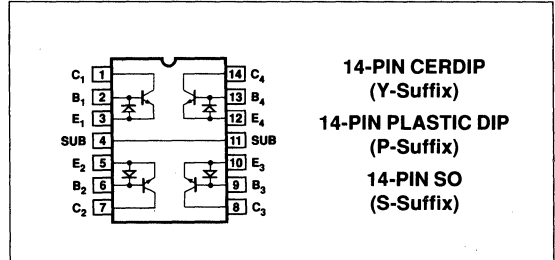 C1 1 14 C4
B1 2 13 B4
E1 3 12 E4
SUB 4 11 SUB
E2 5 10 E3
B2 6 9 B3
C2 7 8 C3
14-PIN CERDIP
(Y-Suffix)
14-PIN PLASTIC DIP
(P-Suffix)
14-PIN SO
(S-Suffix)